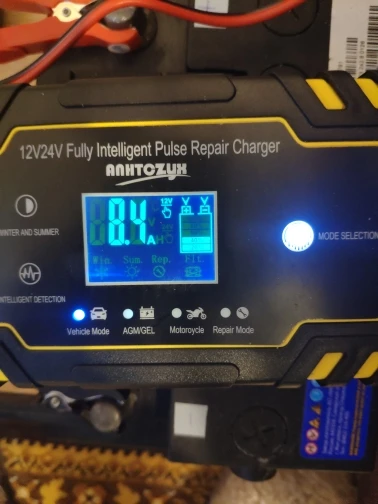 12V24V Fully Intelligent Pulse Repair Charger
ANHTCZYX
WINTER AND SUMMER
8.4
A
12V
Win. Sum. Rep. FIL
MODE SELECTION
INTELLIGENT DETECTION
Vehicle Mode
AGM/GEL
Motorcycle
Repair Mode